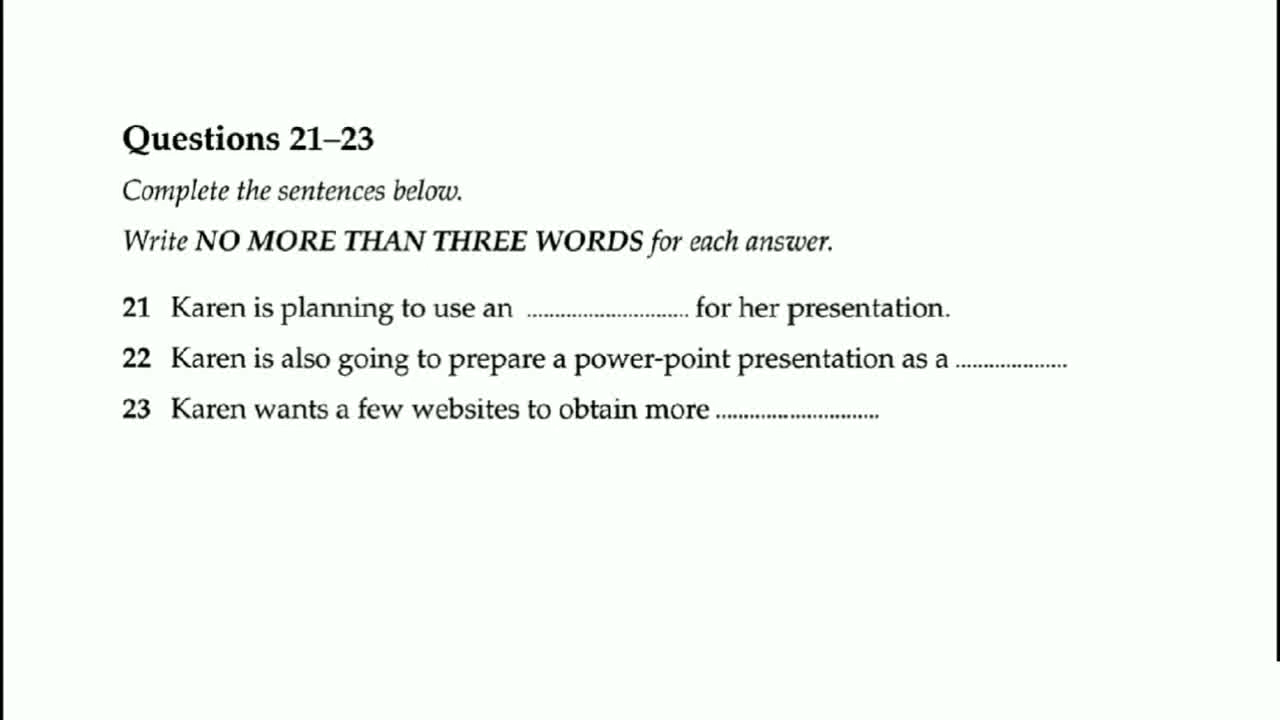 Questions 21–23
Complete the sentences below.
Write NO MORE THAN THREE WORDS for each answer.
21 Karen is planning to use an ............................. for her presentation.
22 Karen is also going to prepare a power-point presentation as a ....................
23 Karen wants a few websites to obtain more .............................